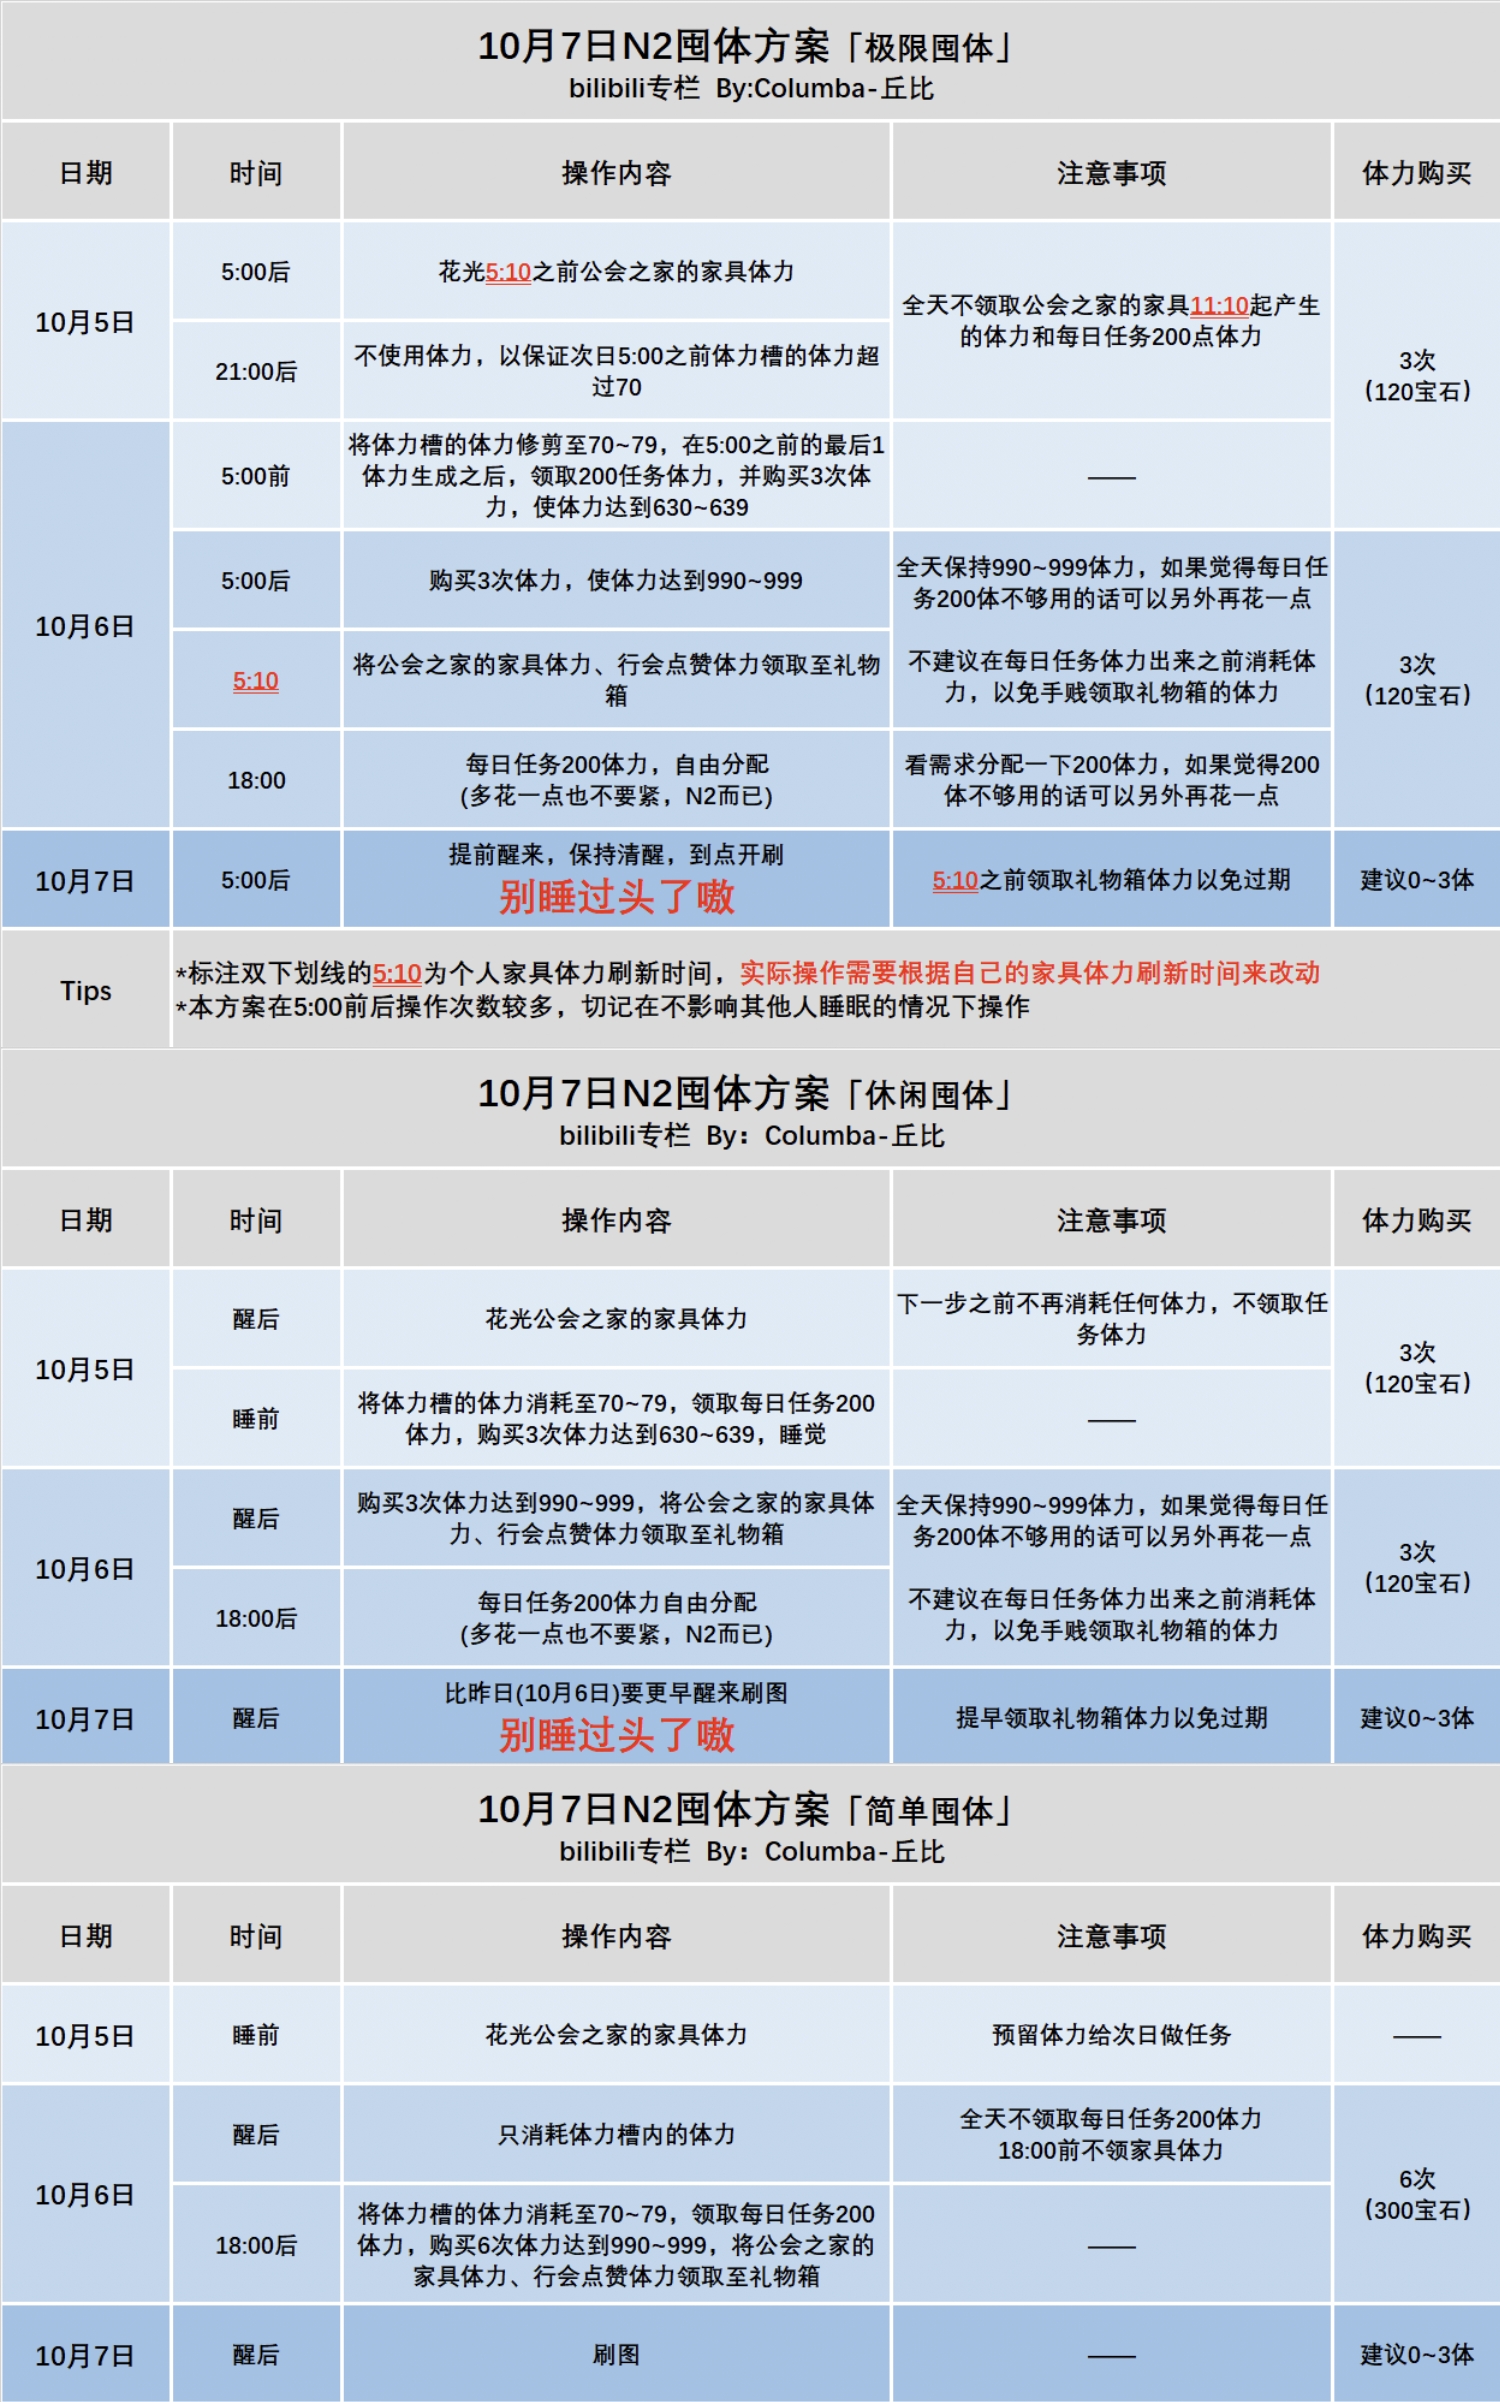 10月7日N2囤体方案「极限囤体」
bilibili专栏 By:Columba-丘比
日期
时间
操作内容
注意事项
体力购买
10月5日
5:00后
花光5:10之前公会之家的家具体力
全天不领取公会之家的家具11:10起产生
的体力和每日任务200点体力
3次
(120宝石)
21:00后
不使用体力，以保证次日5:00之前体力槽的体力超
过70
10月6日
5:00前
将体力槽的体力修剪至70~79，在5:00之前的最后1
体力生成之后，领取200任务体力，并购买3次体
力，使体力达到630~639
——
5:00后
购买3次体力，使体力达到990~999
全天保持990~999体力，如果觉得每日任
务200体不够用的话可以另外再花一点
不建议在每日任务体力出来之前消耗体
力，以免手贱领取礼物箱的体力
3次
(120宝石)
5:10
将公会之家的家具体力、行会点赞体力领取至礼物
箱
18:00
每日任务200体力，自由分配
(多花一点也不要紧，N2而已)
看需求分配一下200体力，如果觉得200
体不够用的话可以另外再花一点
10月7日
5:00后
提前醒来，保持清醒，到点开刷
别睡过头了嗷
5:10之前领取礼物箱体力以免过期
建议0~3体
Tips
*标注双下划线的5:10为个人家具体力刷新时间，实际操作需要根据自己的家具体力刷新时间来改动
*本方案在5:00前后操作次数较多，切记在不影响其他人睡眠的情况下操作
10月7日N2囤体方案「休闲囤体」
bilibili专栏 By：Columba-丘比
日期
时间
操作内容
注意事项
体力购买
10月5日
醒后
花光公会之家的家具体力
下一步之前不再消耗任何体力，不领取任
务体力
3次
(120宝石)
睡前
将体力槽的体力消耗至70~79，领取每日任务200
体力，购买3次体力达到630~639，睡觉
——
10月6日
醒后
购买3次体力达到990~999，将公会之家的家具体
力、行会点赞体力领取至礼物箱
全天保持990~999体力，如果觉得每日任
务200体不够用的话可以另外再花一点
不建议在每日任务体力出来之前消耗体
力，以免手贱领取礼物箱的体力
3次
(120宝石)
18:00后
每日任务200体力自由分配
(多花一点也不要紧，N2而已)
10月7日
醒后
比昨日(10月6日)要更早醒来刷图
别睡过头了嗷
提早领取礼物箱体力以免过期
建议0~3体
10月7日N2囤体方案「简单囤体」
bilibili专栏 By：Columba-丘比
日期
时间
操作内容
注意事项
体力购买
10月5日
睡前
花光公会之家的家具体力
预留体力给次日做任务
——
10月6日
醒后
只消耗体力槽内的体力
全天不领取每日任务200体力
18:00前不领家具体力
6次
(300宝石)
18:00后
将体力槽的体力消耗至70~79，领取每日任务200
体力，购买6次体力达到990~999，将公会之家的
家具体力、行会点赞体力领取至礼物箱
——
10月7日
醒后
刷图
——
建议0~3体